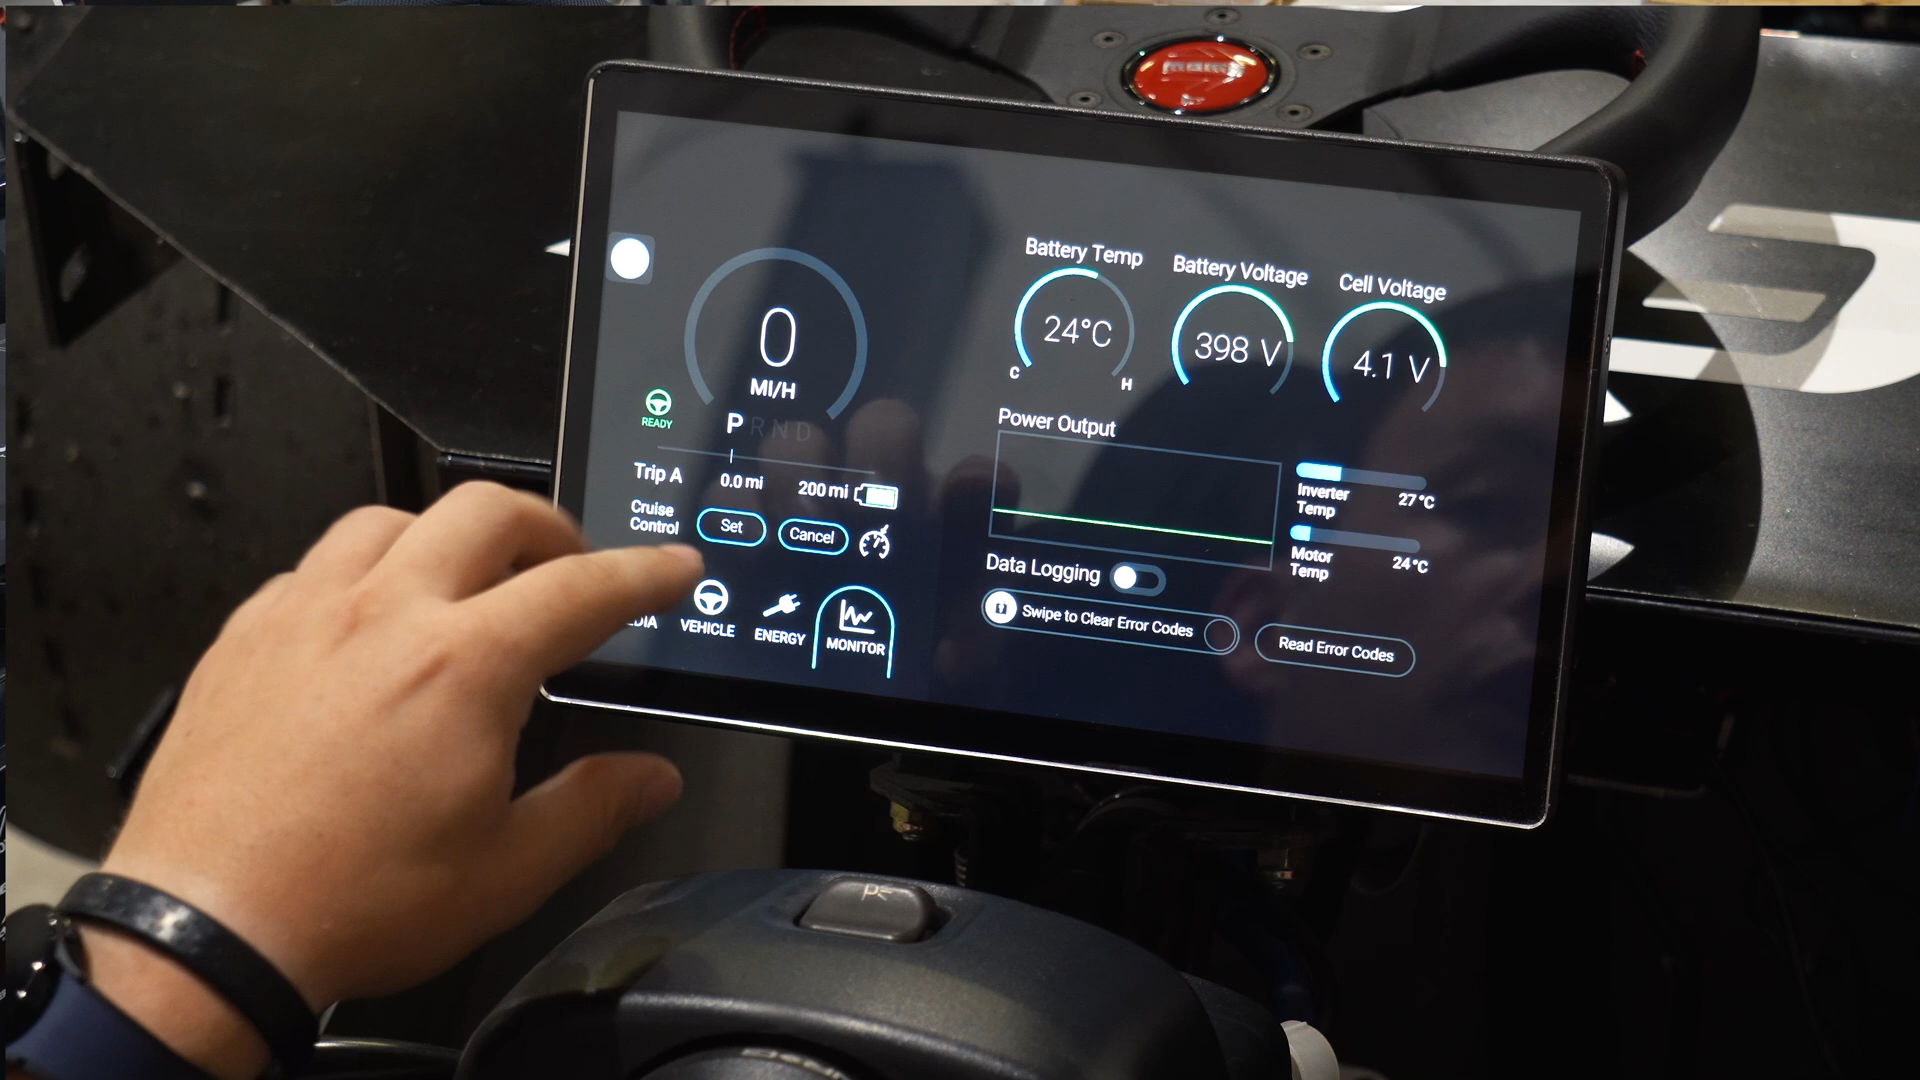 0
MI/H
READY
P R N D
Trip A
0.0 mi
200 mi
Cruise
Control
Set
Cancel
EDIA
VEHICLE
ENERGY
MONITOR
Battery Temp
24°C
C
H
Battery Voltage
398 V
Cell Voltage
4.1 V
Power Output
Inverter
Temp
27 °C
Motor
Temp
24 °C
Data Logging
Swipe to Clear Error Codes
Read Error Codes
P